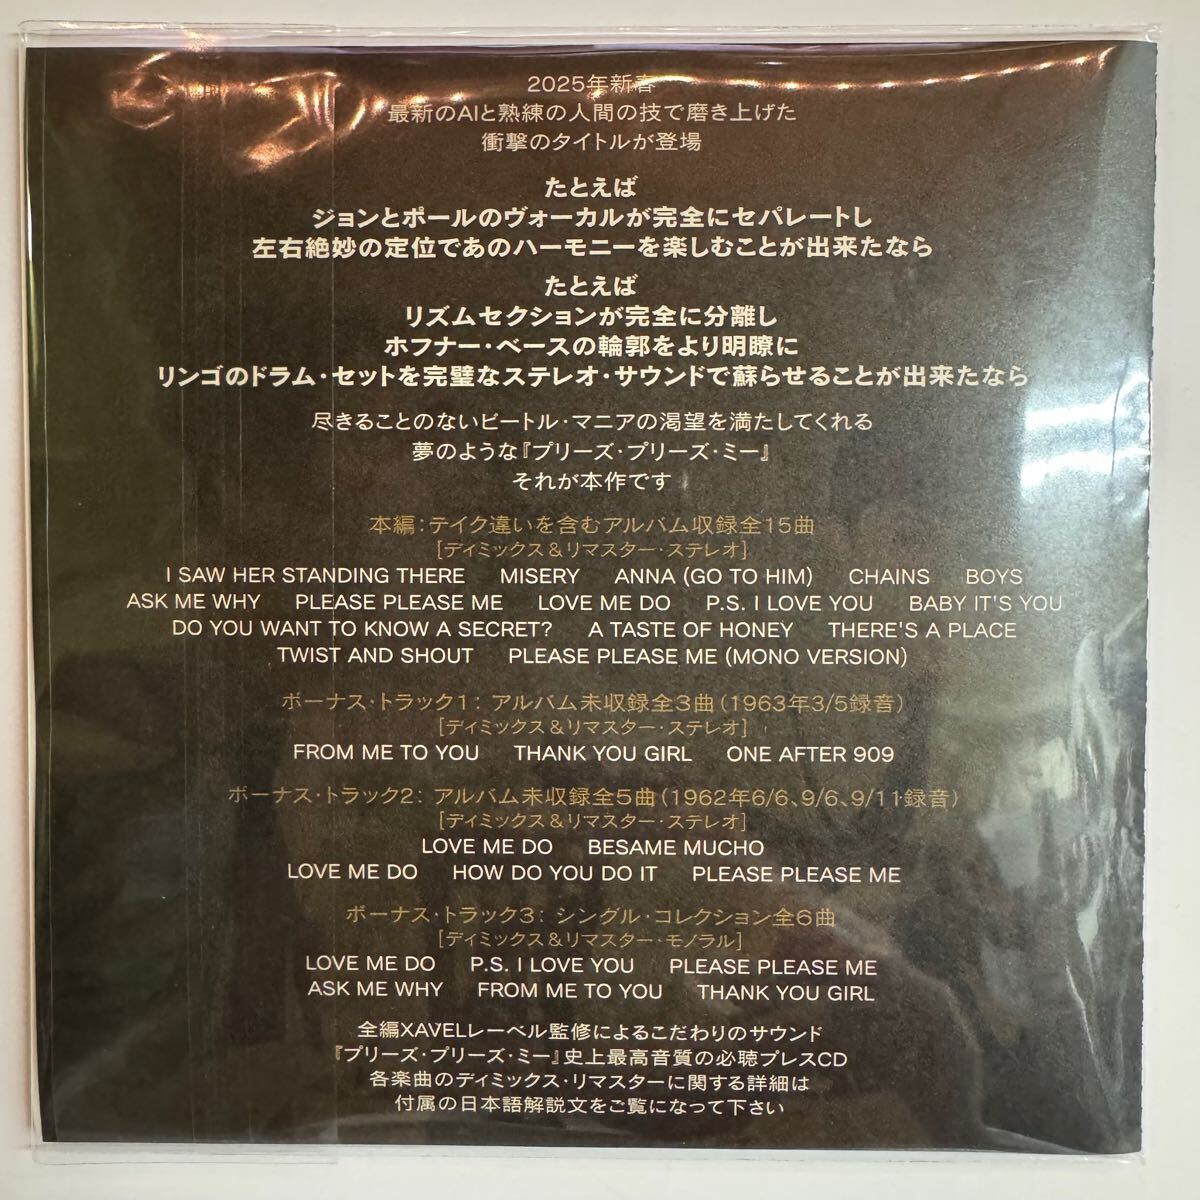 2025年新春
最新のAIと熟練の人間の技で磨き上げた
衝撃のタイトルが登場
たとえば
ジョンとポールのヴォーカルが完全にセパレートし
左右絶妙の定位であのハーモニーを楽しむことが出来たなら
たとえば
リズムセクションが完全に分離し
ホフナー・ベースの輪郭をより明瞭に
リンゴのドラム・セットを完璧なステレオ・サウンドで蘇らせることが出来たなら
尽きることのないビートル・マニアの渇望を満たしてくれる
夢のような『プリーズ・プリーズ・ミー』
それが本作です
本編：テイク違いを含むアルバム収録全15曲
[ディミックス＆リマスター・ステレオ]
I SAW HER STANDING THERE MISERY ANNA (GO TO HIM) CHAINS BOYS
ASK ME WHY PLEASE PLEASE ME LOVE ME DO P.S. I LOVE YOU BABY IT'S YOU
DO YOU WANT TO KNOW A SECRET? A TASTE OF HONEY THERE'S A PLACE
TWIST AND SHOUT PLEASE PLEASE ME (MONO VERSION)
ボーナス・トラック1：アルバム未収録全3曲（1963年3/5録音）
[ディミックス＆リマスター・ステレオ]
FROM ME TO YOU THANK YOU GIRL ONE AFTER 909
ボーナス・トラック2：アルバム未収録全5曲（1962年6/6、9/6、9/11録音）
[ディミックス＆リマスター・ステレオ]
LOVE ME DO BESAME MUCHO
LOVE ME DO HOW DO YOU DO IT PLEASE PLEASE ME
ボーナス・トラック3：シングル・コレクション全6曲
[ディミックス＆リマスター・モノラル]
LOVE ME DO P.S. I LOVE YOU PLEASE PLEASE ME
ASK ME WHY FROM ME TO YOU THANK YOU GIRL
全編XAVELレーベル監修によるこだわりのサウンド
『プリーズ・プリーズ・ミー』史上最高音質の必聴プレスCD
各楽曲のディミックス・リマスターに関する詳細は
付属の日本語解説文をご覧になって下さい